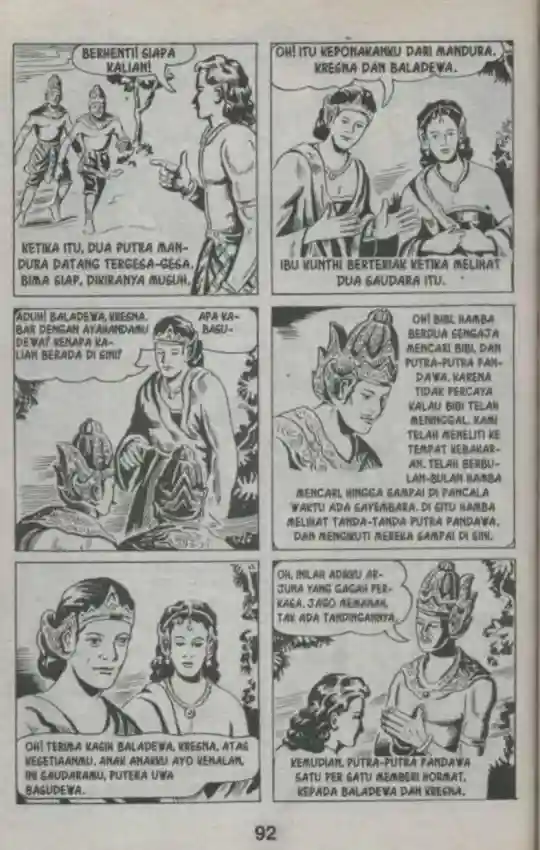 BERHENTI! SIAPA
KALIAN!
KETIKA ITU, DUA PUTRA MAN-
DURA DATANG TERGESA-GESA.
BIMA SIAP, DIKIRANYA MUSUH.
OH! ITU KEPONAKANKU DARI MANDURA.
KRESNA DAN BALADEWA.
IBU KUNTHI BERTERIAK KETIKA MELIHAT
DUA SAUDARA ITU.
ADUH! BALADEWA, KRESNA. APA KA-
BAR DENGAN AYAHANDAMU BASU-
DEWA? KENAPA KA-
LIAN BERADA DI SINI?
OH! BIBI, HAMBA
BERDUA SENGAJA
MENCARI BIBI, DAN
PUTRA-PUTRA PAN-
DAWA. KARENA
TIDAK PERCAYA
KALAU BIBI TELAH
MENINGGAL. KAMI
TELAH MENELITI KE
TEMPAT KEBAKAR-
AN. TELAH BERBU-
LAN-BULAN HAMBA
MENCARI, HINGGA SAMPAI DI PANCALA
WAKTU ADA SAYEMBARA. DI SITU HAMBA
MELIHAT TANDA-TANDA PUTRA PANDAWA.
DAN MENGIKUTI MEREKA SAMPAI DI SINI.
OH! TERIMA KASIH BALADEWA, KRESNA, ATAS
KESETIAANMU. ANAK ANAKKU AYO KENALAN,
INI SAUDARAMU, PUTERA UWA
BASUDEWA.
OH, INILAH ADIKKU AR-
JUNA YANG GAGAH PER-
KASA. JAGO MEMANAH,
TAK ADA TANDINGANNYA.
KEMUDIAN, PUTRA-PUTRA PANDAWA
SATU PER SATU MEMBERI HORMAT,
KEPADA BALADEWA DAN KRESNA.
92